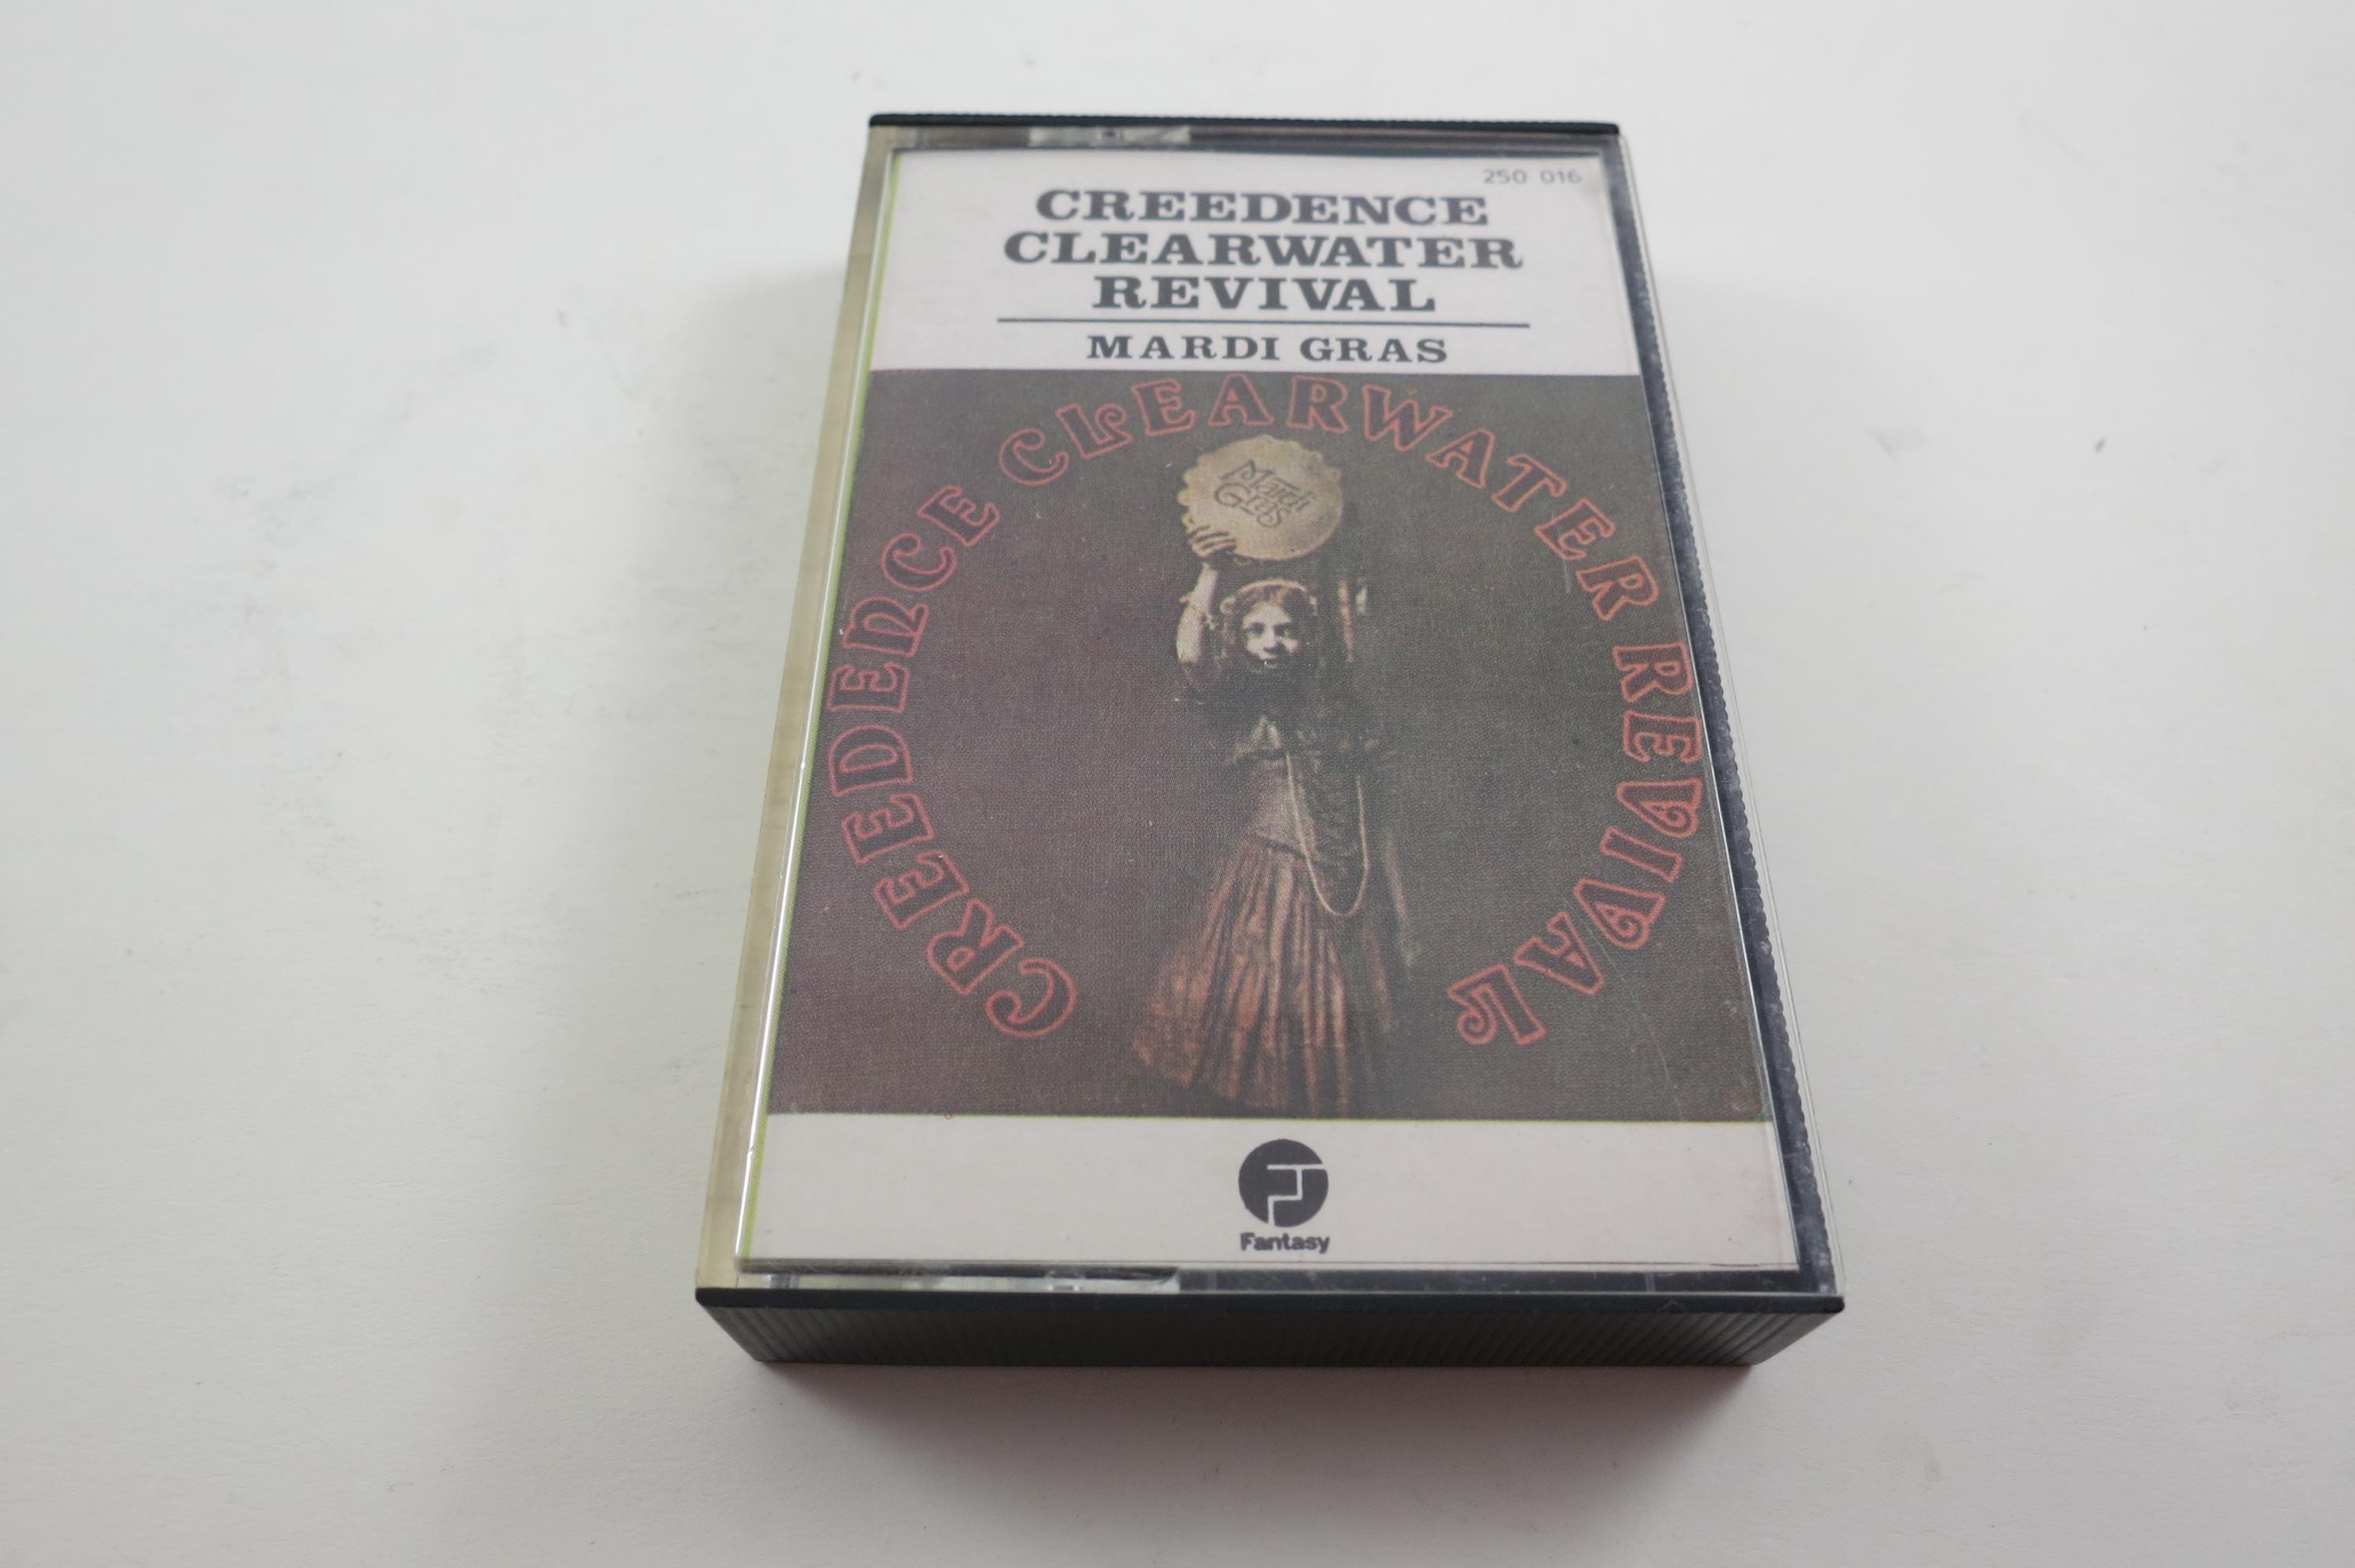 250 016
CREEDENCE
CLEARWATER
REVIVAL
MARDI GRAS
CREEDENCE CLEARWATER REVIVAL
Mardi
Gras
Fantasy